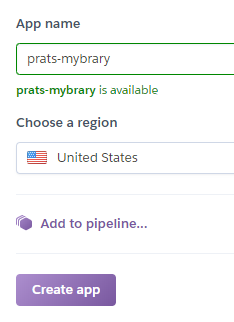 App name
prats-mybrary
prats-mybrary is available
Choose a region
United States
Add to pipeline...
Create app